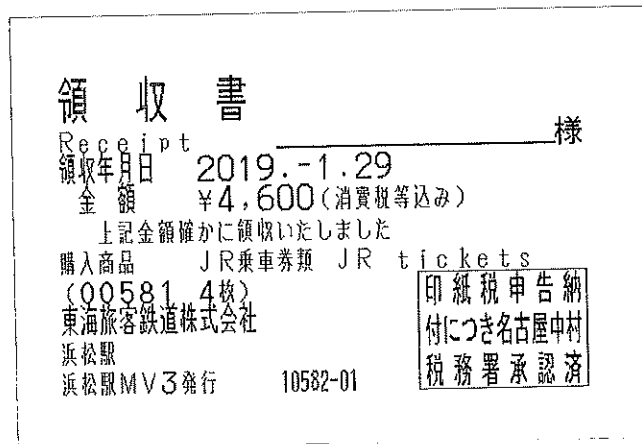 領収書
Receipt 様
領収年月日 2019.-1.29
金額 ¥4,600(消費税等込み)
上記金額確かに領収いたしました
購入商品 JR乗車券類 JR tickets
(00581 4枚)
東海旅客鉄道株式会社
浜松駅
浜松駅MV3発行 10582-01
印紙税申告納
付につき名古屋中村
税務署承認済